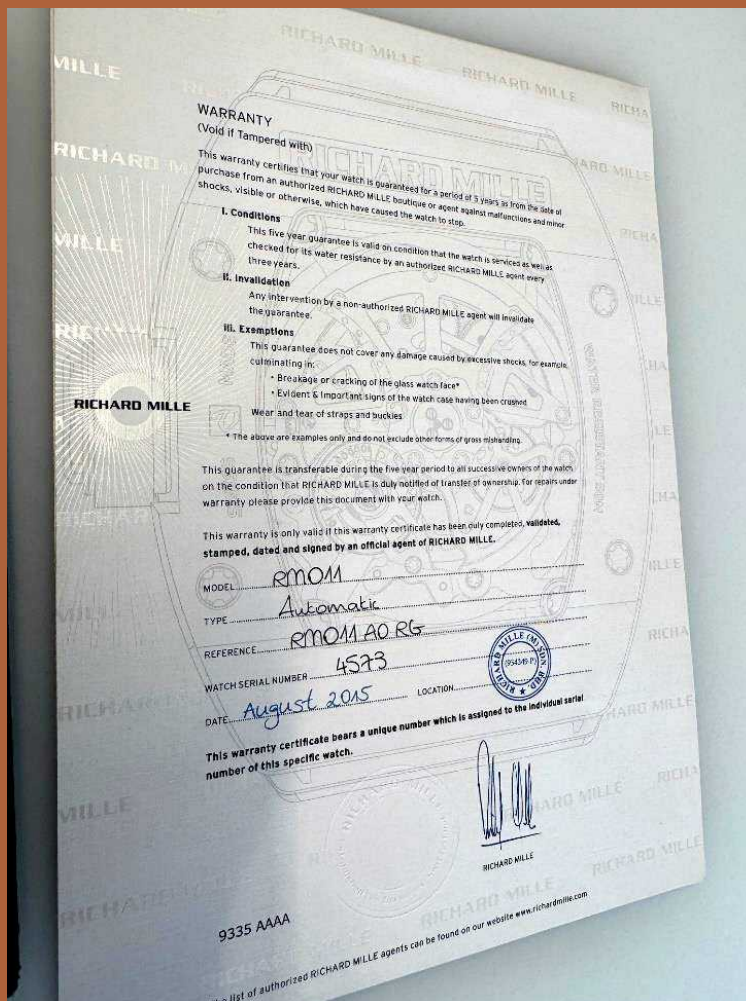 RICHARD MILLE
WARRANTY
(Void if Tampered with)
This warranty certifies that your watch is guaranteed for a period of 5 years as from the date of
purchase from an authorized RICHARD MILLE boutique or agent against malfunctions and minor
shocks, visible or otherwise, which have caused the watch to stop.
I. Conditions
This five year guarantee is valid on condition that the watch is serviced as well as
checked for its water resistance by an authorized RICHARD MILLE agent every
three years.
II. Invalidation
Any intervention by a non-authorized RICHARD MILLE agent will invalidate
the guarantee.
III. Exemptions
This guarantee does not cover any damage caused by excessive shocks, for example,
culminating in:
• Breakage or cracking of the glass watch face*
• Evident & important signs of the watch case having been crushed
Wear and tear of straps and buckles
* The above are examples only and do not exclude other forms of gross mishandling.
RICHARD MILLE
This guarantee is transferable during the five year period to all successive owners of the watch,
on the condition that RICHARD MILLE is duly notified of transfer of ownership. For repairs under
warranty please provide this document with your watch.
This warranty is only valid if this warranty certificate has been duly completed, validated,
stamped, dated and signed by an official agent of RICHARD MILLE.
MODEL RM011
TYPE Automatic
REFERENCE RM011 AO RG
WATCH SERIAL NUMBER 4573
DATE August 2015 LOCATION
RICHARD MILLE (M) SDN BHD
(954349-P)
This warranty certificate bears a unique number which is assigned to the individual serial
number of this specific watch.
RICHARD MILLE
9335 AAAA
list of authorized RICHARD MILLE agents can be found on our website www.richardmille.com